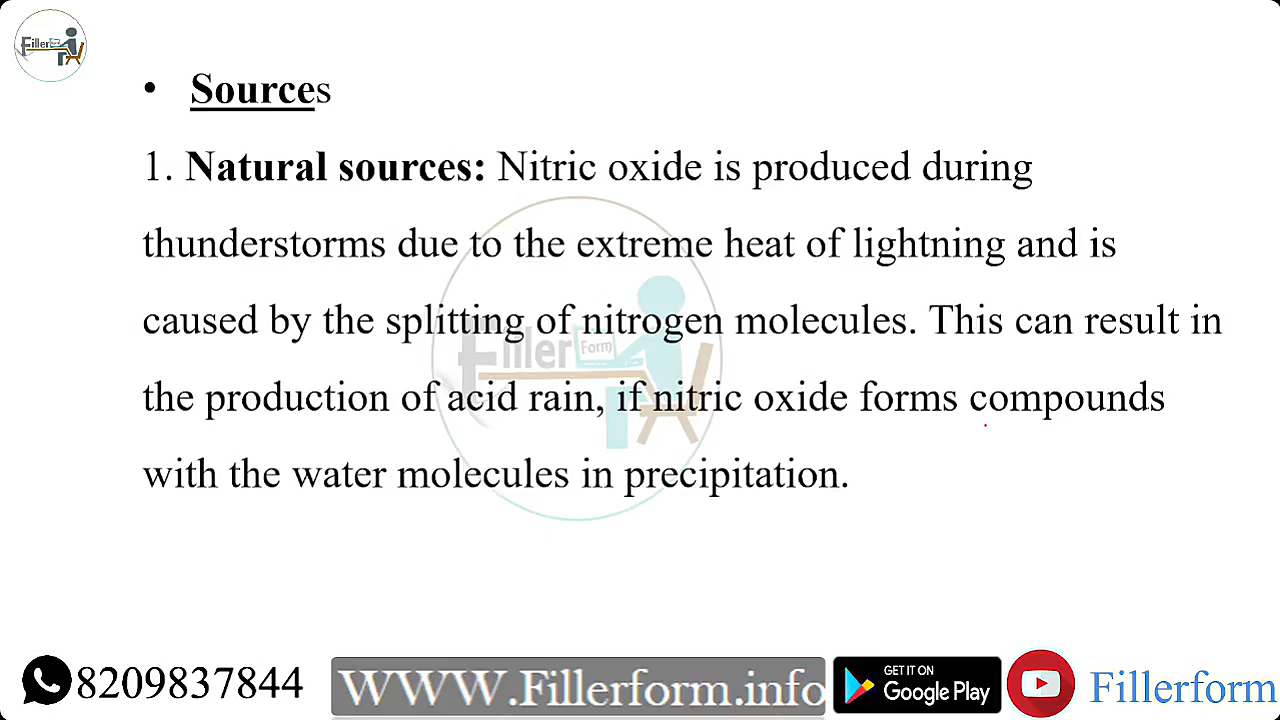 Filler Form
• Sources
1. Natural sources: Nitric oxide is produced during
thunderstorms due to the extreme heat of lightning and is
caused by the splitting of nitrogen molecules. This can result in
the production of acid rain, if nitric oxide forms compounds
with the water molecules in precipitation.
Filler Form
8209837844
WWW.Fillerform.info
GET IT ON
Google Play
Fillerform